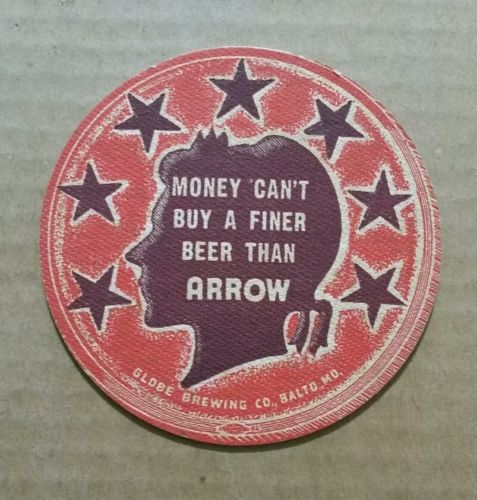 MONEY CAN'T
BUY A FINER
BEER THAN
ARROW
GLOBE BREWING CO., BALTO. MD.